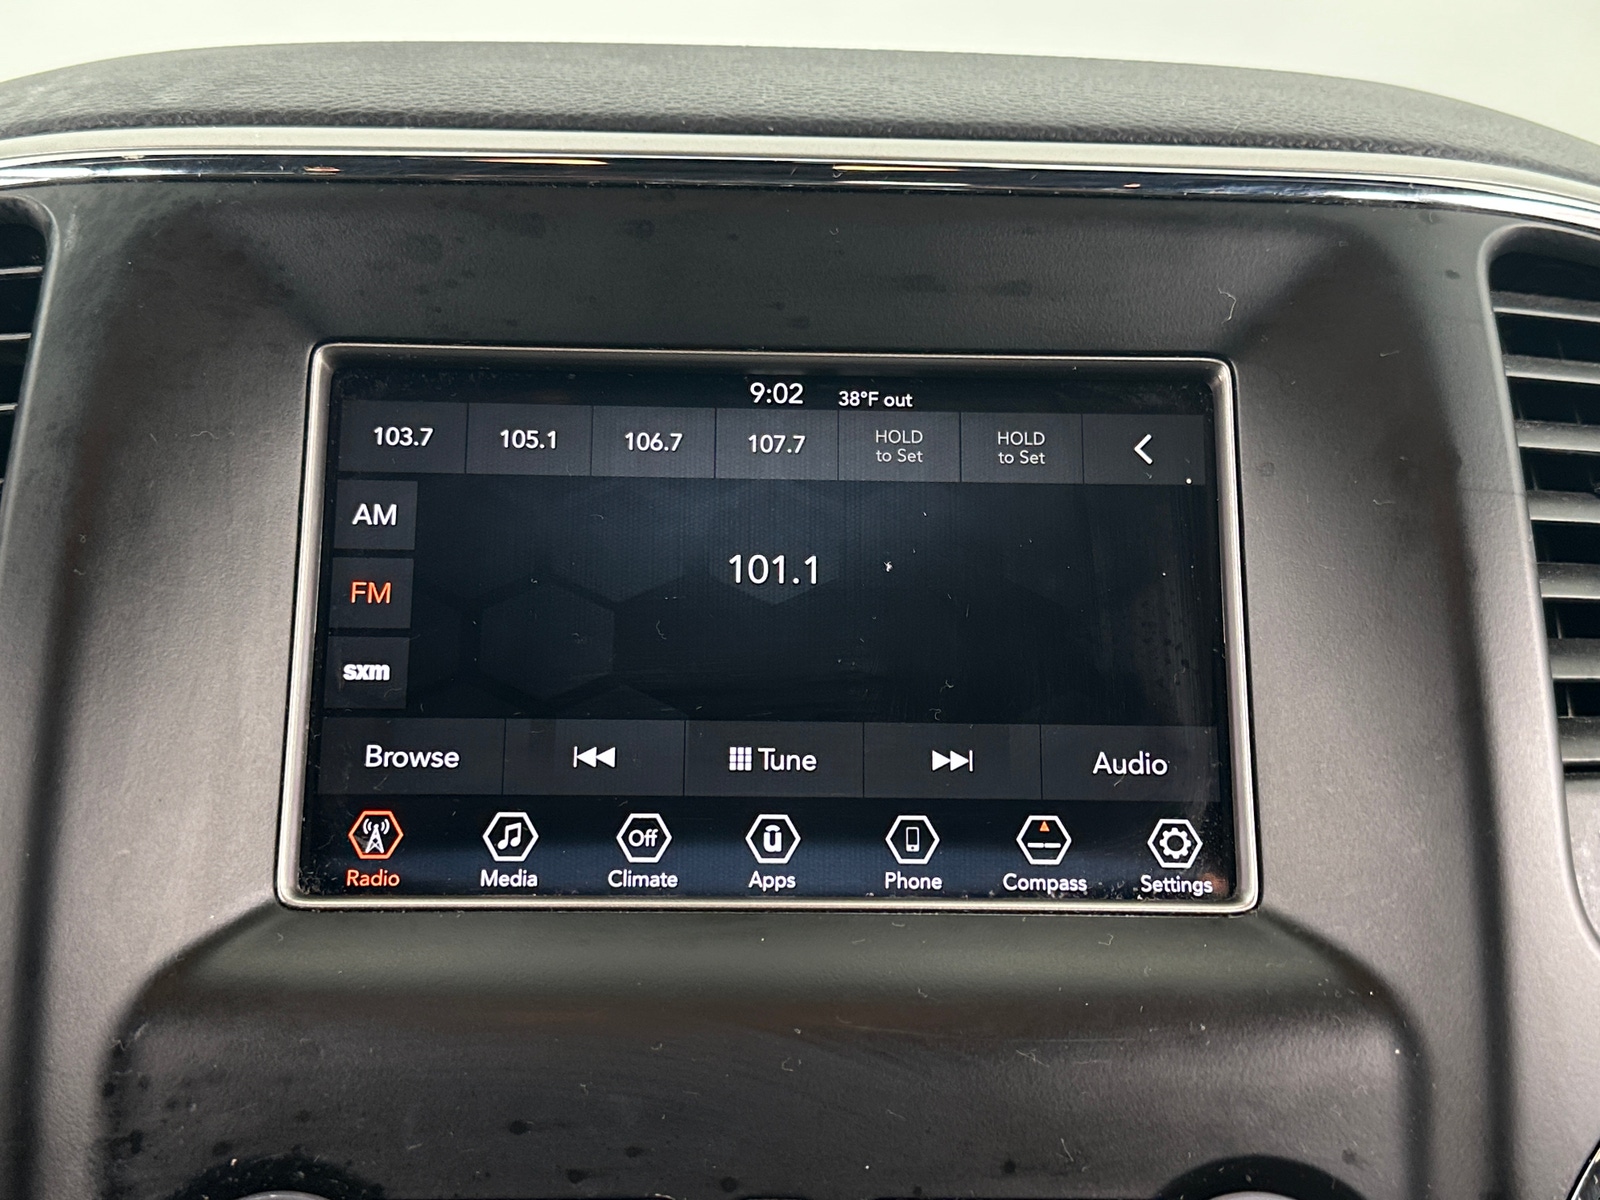 9:02 38°F out
103.7 105.1 106.7 107.7 HOLD to Set HOLD to Set
AM
101.1
FM
sxm
Browse Tune Audio
Off ū
Radio Media Climate Apps Phone Compass Settings